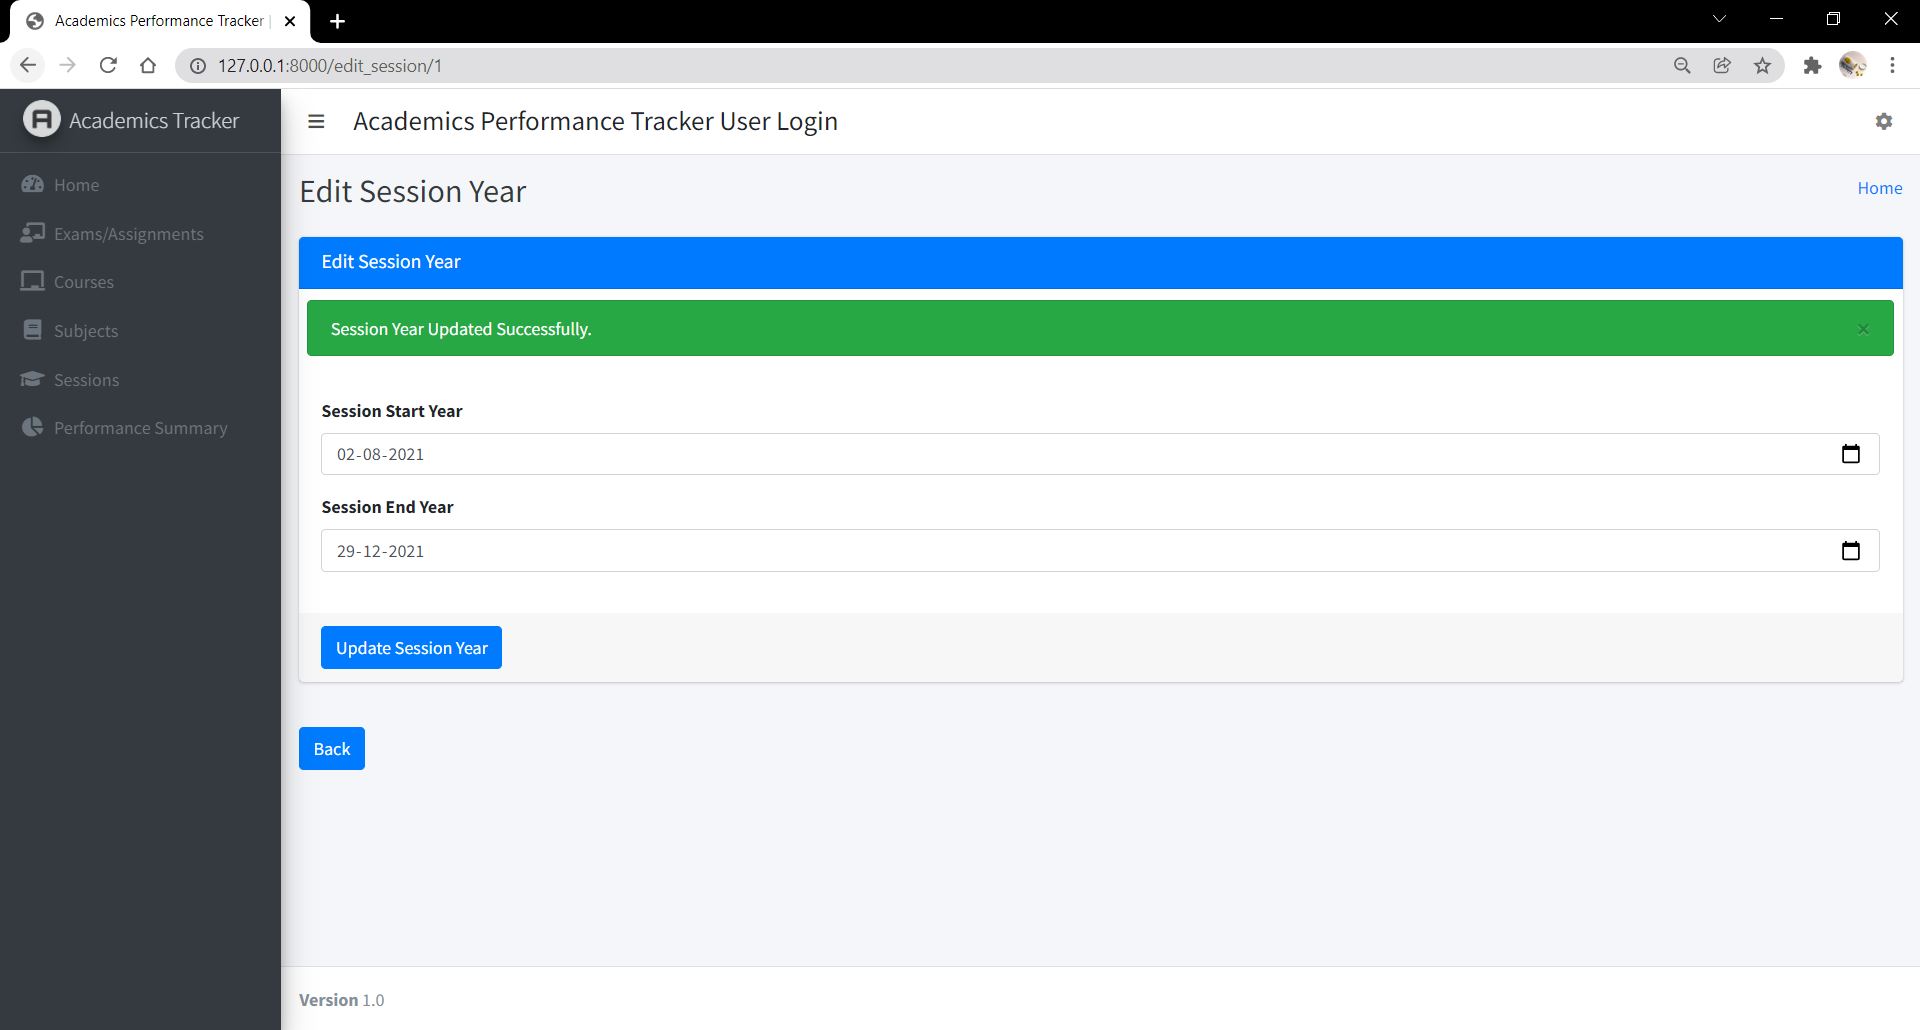 Academics Performance Tracker |
127.0.0.1:8000/edit_session/1
Academics Tracker
Academics Performance Tracker User Login
Home
Exams/Assignments
Courses
Subjects
Sessions
Performance Summary
Edit Session Year
Home
Edit Session Year
Session Year Updated Successfully.
×
Session Start Year
02-08-2021
Session End Year
29-12-2021
Update Session Year
Back
Version 1.0